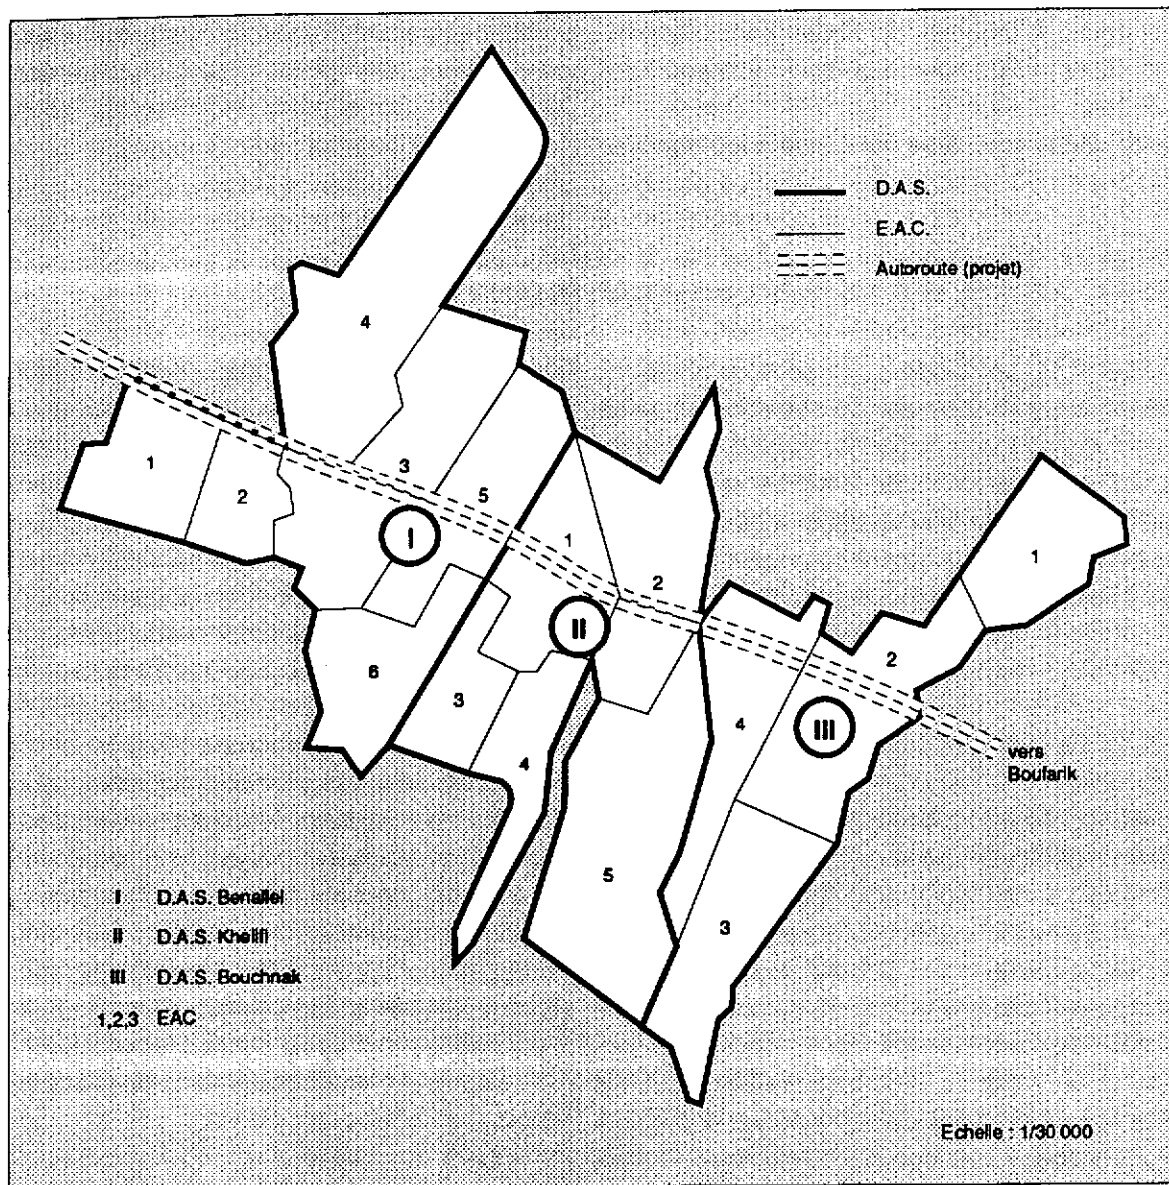 D.A.S.
E.A.C.
Autoroute (projet)
4
3
5
1
2
I
1
2
1
2
II
6
3
4
4
III
5
3
vers
Boufarik
I D.A.S. Benallel
II D.A.S. Khelifi
III D.A.S. Bouchnak
1,2,3 EAC
Echelle : 1/30 000